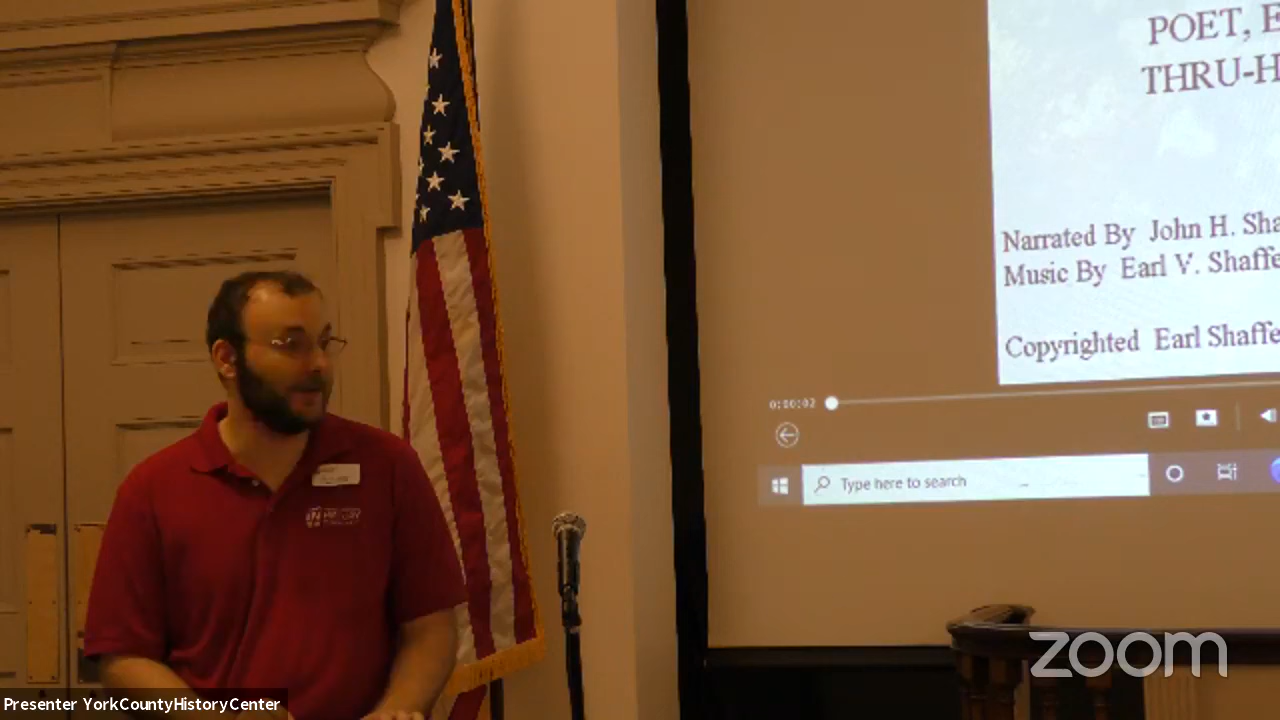 POET, E
THRU-H
Narrated By John H. Sha
Music By Earl V. Shaffe
Copyrighted Earl Shaffe
0:00:02
Type here to search
HISTORY
zoom
Presenter YorkCountyHistoryCenter